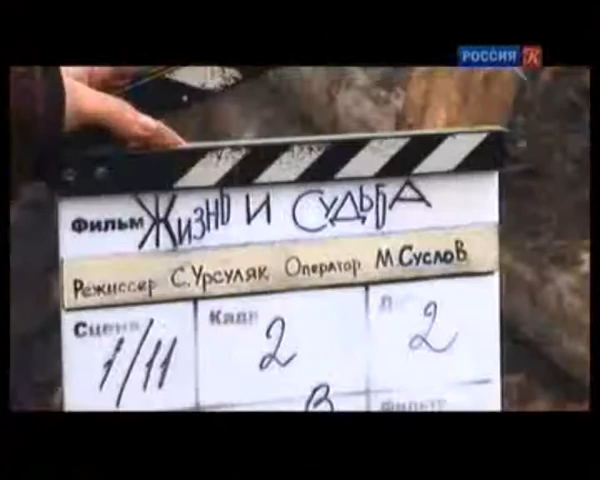 РОССИЯ К
Фильм Жизнь и Судьба
Режиссер С. Урсуляк Оператор М. Суслов
Сцена Кадр
1/11 2 2